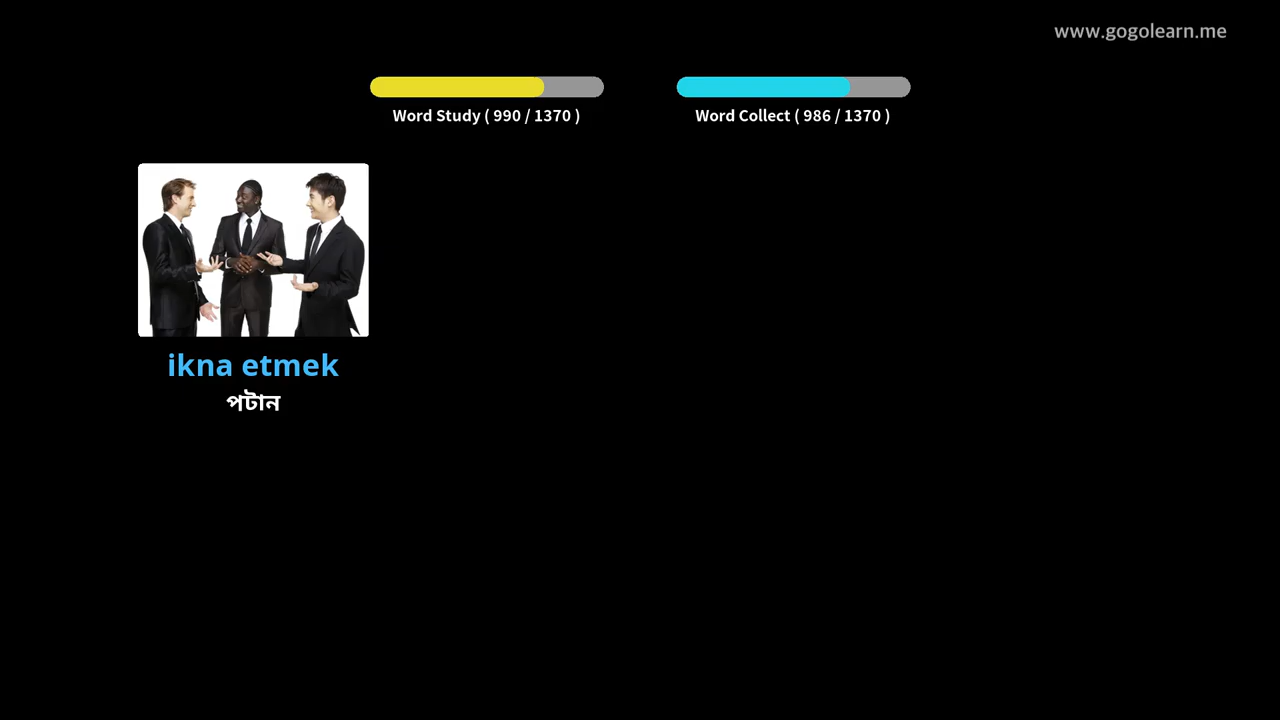 www.gogolearn.me
Word Study ( 990 / 1370 )
Word Collect ( 986 / 1370 )
ikna etmek
পটান